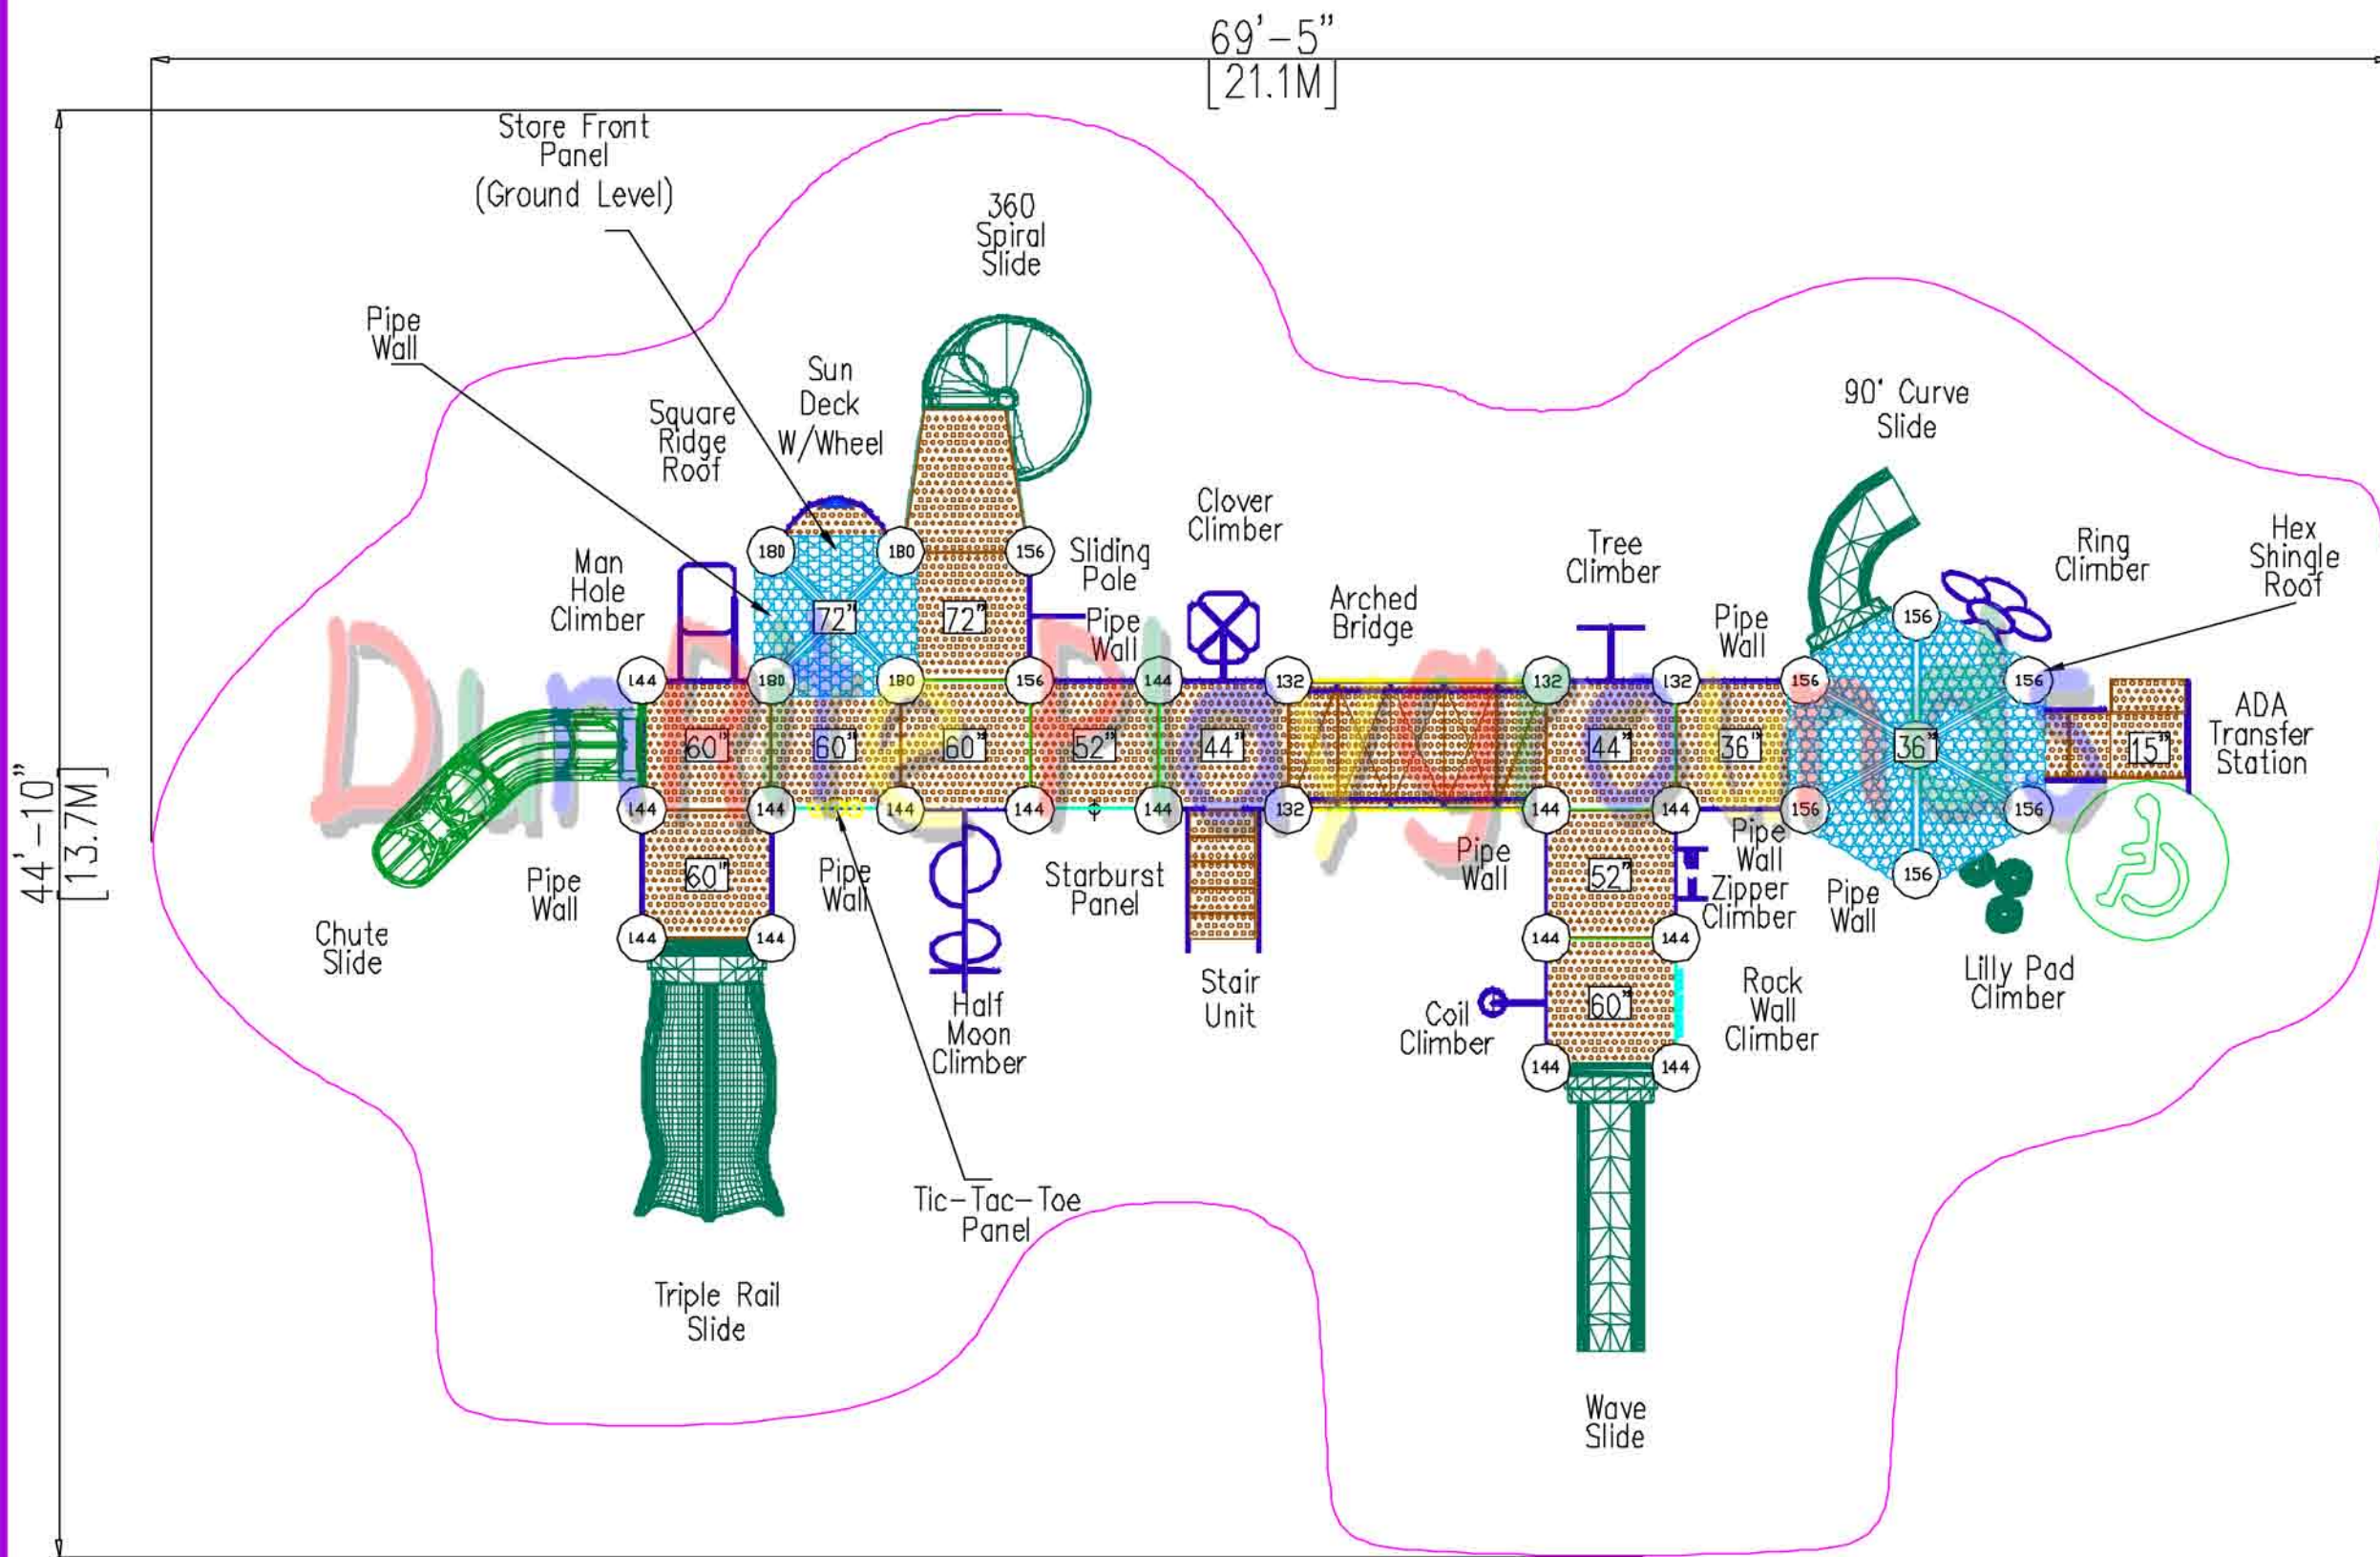 69'-5"
[21.1M]
Store Front
Panel
(Ground Level)
360
Spiral
Slide
Pipe
Wall
Sun
Deck
W/Wheel
Square
Ridge
Roof
90° Curve
Slide
Clover
Climber
Man
Hole
Climber
Sliding
Pole
Pipe
Wall
Tree
Climber
Ring
Climber
Hex
Shingle
Roof
Arched
Bridge
Pipe
Wall
180
180
156
72"
72"
156
144
180
180
156
144
132
132
132
156
156
DunRite Playgrounds
60"
60"
60"
52"
44"
44"
36"
36"
15"
ADA
Transfer
Station
44'-10"
[13.7M]
144
144
144
144
144
132
144
144
156
156
60"
52"
156
Pipe
Wall
Pipe
Wall
Starburst
Panel
Pipe
Wall
Pipe
Wall
Zipper
Climber
Pipe
Wall
Chute
Slide
144
144
144
144
Stair
Unit
Half
Moon
Climber
Coil
Climber
60"
Rock
Wall
Climber
Lilly Pad
Climber
144
144
Tic-Tac-Toe
Panel
Triple Rail
Slide
Wave
Slide